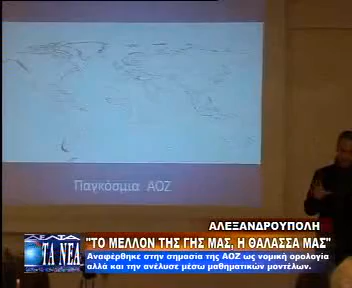 Παγκόσμια ΑΟΖ
ΑΛΕΞΑΝΔΡΟΥΠΟΛΗ
ΔΕΛΤΑ
ΤΑ ΝΕΑ
"ΤΟ ΜΕΛΛΟΝ ΤΗΣ ΓΗΣ ΜΑΣ, Η ΘΑΛΑΣΣΑ ΜΑΣ"
Αναφέρθηκε στην σημασία της ΑΟΖ ως νομική ορολογία
αλλά και την ανέλυσε μέσω μαθηματικών μοντέλων.